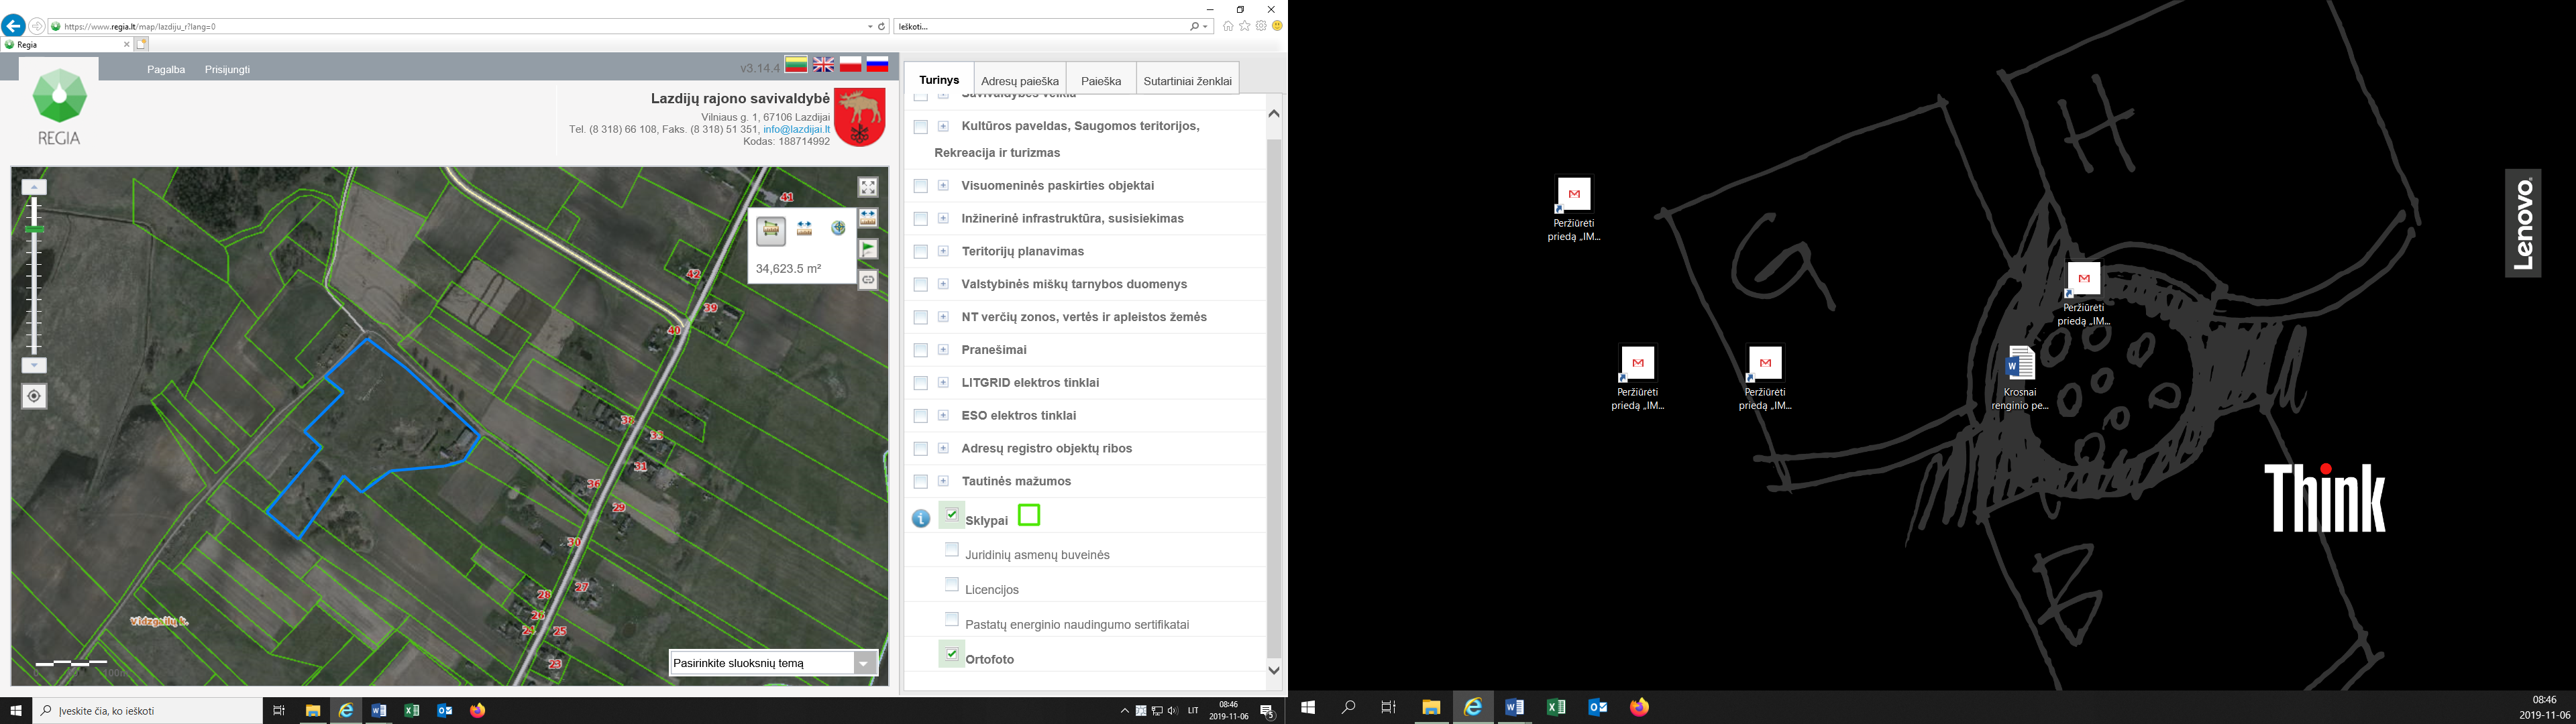 https://www.regia.lt/map/lazdiju_r?lang=0
Ieškoti...
Regia
Pagalba
Prisijungti
v3.14.4
REGIA
Lazdijų rajono savivaldybė
Vilniaus g. 1, 67106 Lazdijai
Tel. (8 318) 66 108, Faks. (8 318) 51 351, info@lazdijai.lt
Kodas: 188714992
41
34,623.5 m²
42
39
40
38
33
31
36
29
30
27
28
26
24
25
23
Vidzgailų k.
Pasirinkite sluoksnių temą
Turinys
Adresų paieška
Paieška
Sutartiniai ženklai
Savivaldybės veikla
Kultūros paveldas, Saugomos teritorijos,
Rekreacija ir turizmas
Visuomeninės paskirties objektai
Inžinerinė infrastruktūra, susisiekimas
Teritorijų planavimas
Valstybinės miškų tarnybos duomenys
NT verčių zonos, vertės ir apleistos žemės
Pranešimai
LITGRID elektros tinklai
ESO elektros tinklai
Adresų registro objektų ribos
Tautinės mažumos
Sklypai
Juridinių asmenų buveinės
Licencijos
Pastatų energinio naudingumo sertifikatai
Ortofoto
Įveskite čia, ko ieškoti
LIT
08:46
2019-11-06
5
Peržiūrėti
priedą „IM...
Peržiūrėti
priedą „IM...
Peržiūrėti
priedą „IM...
Peržiūrėti
priedą „IM...
Krosnai
renginio pe...
H
G
B
Lenovo
Think
08:46
2019-11-06